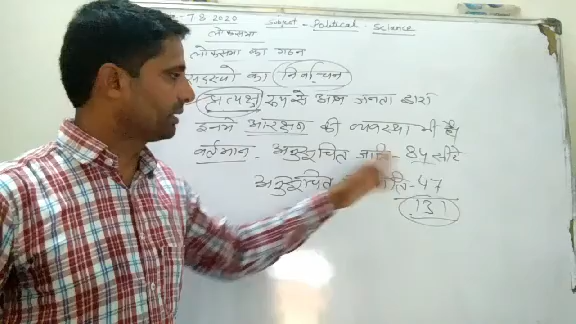 7-8 2020 Subject - Political Science
लोकसभा
लोकसभा का गठन
सदस्यो का निर्वाचन
प्रत्यक्ष रूप से आम जनता द्वारा
इनमे आरक्षण की व्यवस्था भी है।
वर्तमान - अनुसूचित जाति - 84 सीटे
अनुसूचित - 47
131